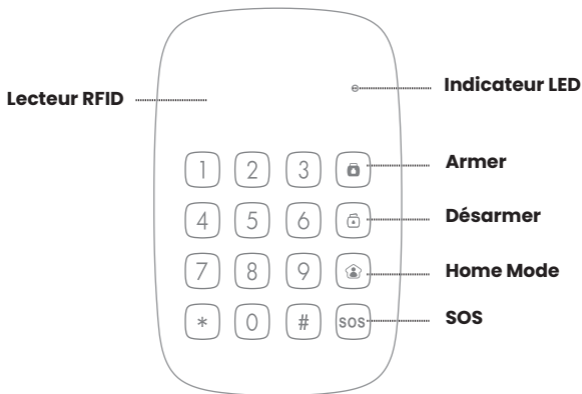 Lecteur RFID
Indicateur LED
1 2 3
Armer
4 5 6
Désarmer
7 8 9
Home Mode
* 0 # SOS
SOS